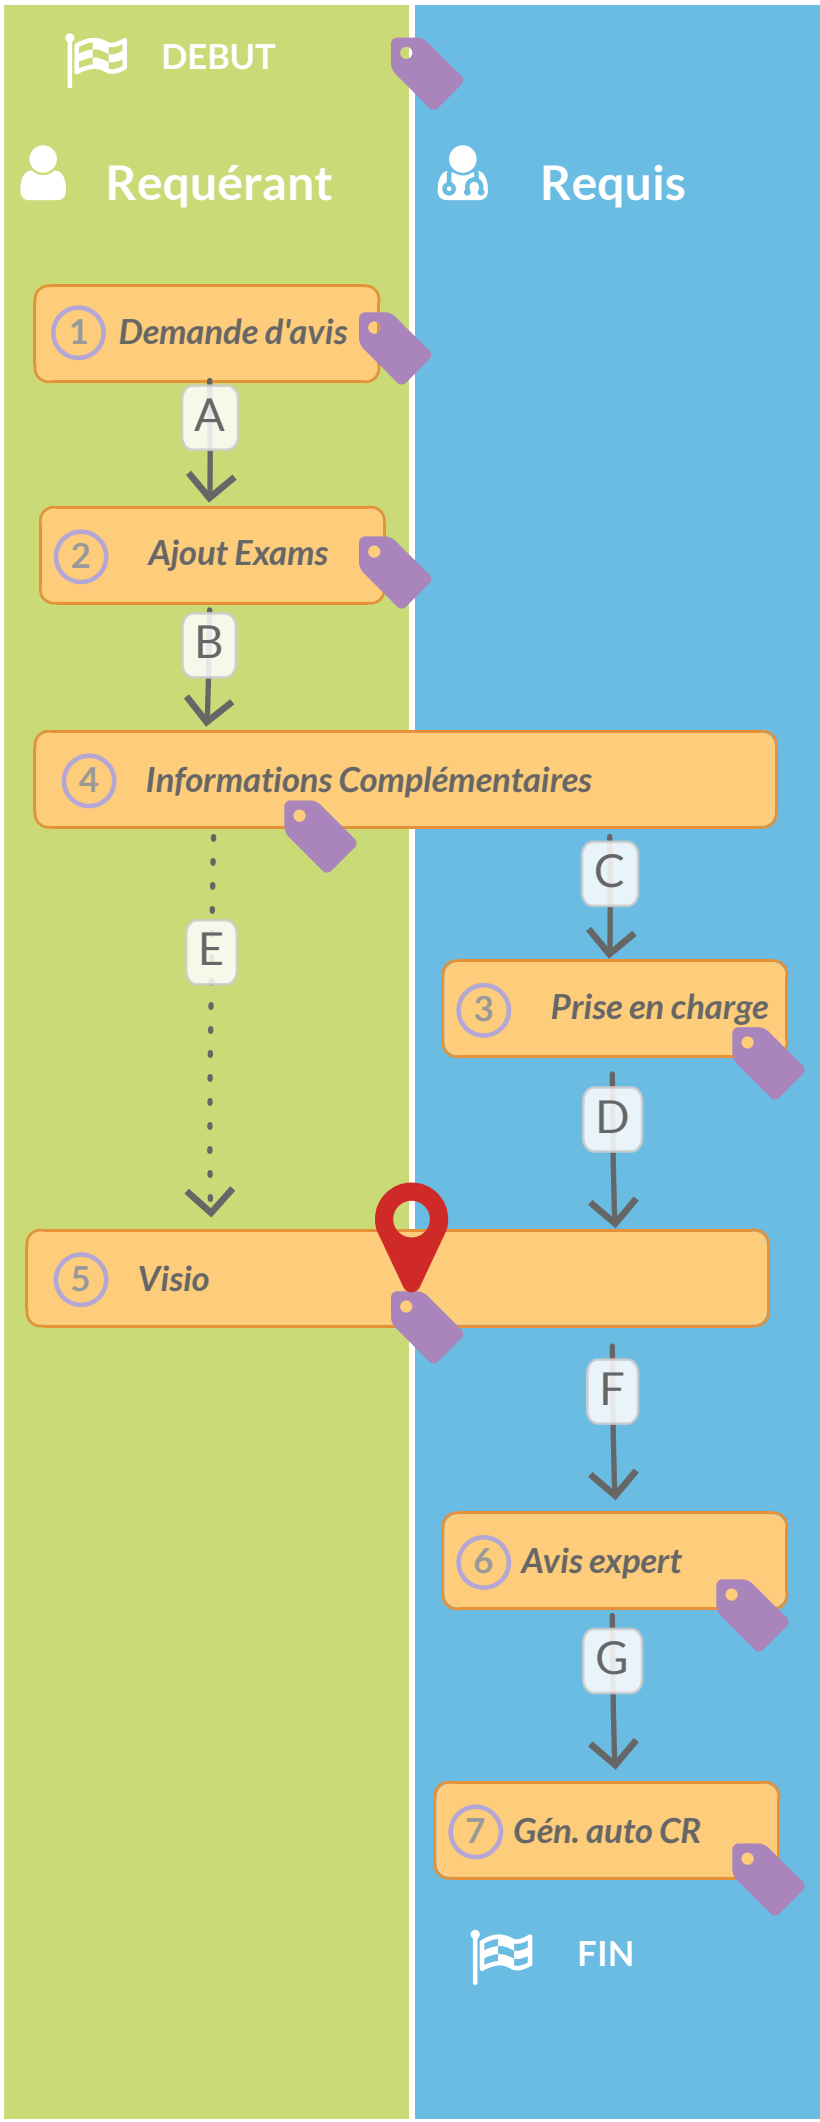 DEBUT
Requérant
Requis
1 Demande d'avis
A
2 Ajout Exams
B
4 Informations Complémentaires
C
E
3 Prise en charge
D
5 Visio
F
6 Avis expert
G
7 Gén. auto CR
FIN